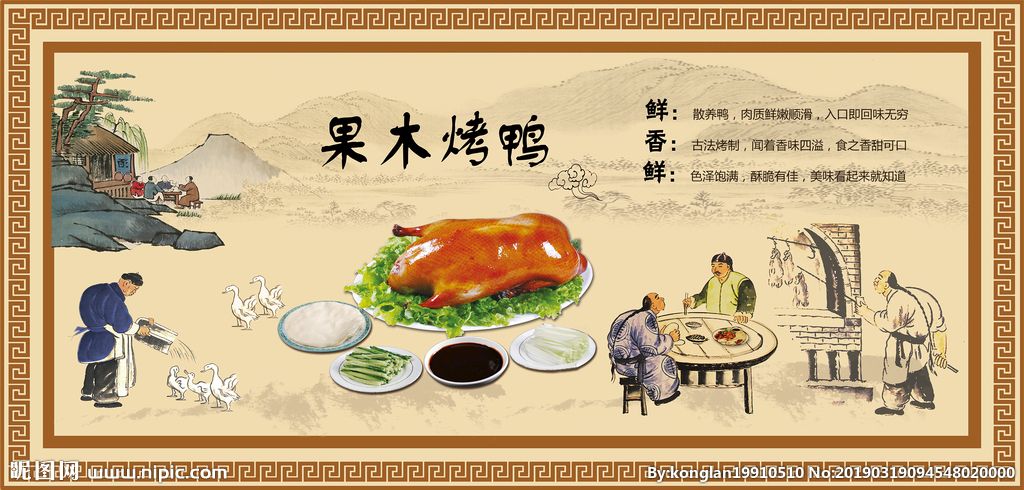 果木烤鸭
鲜： 散养鸭，肉质鲜嫩顺滑，入口即回味无穷
香： 古法烤制，闻着香味四溢，食之香甜可口
鲜： 色泽饱满，酥脆有佳，美味看起来就知道
昵图网 www.nipic.com
By:konglan19910510 No:20190319094548020000